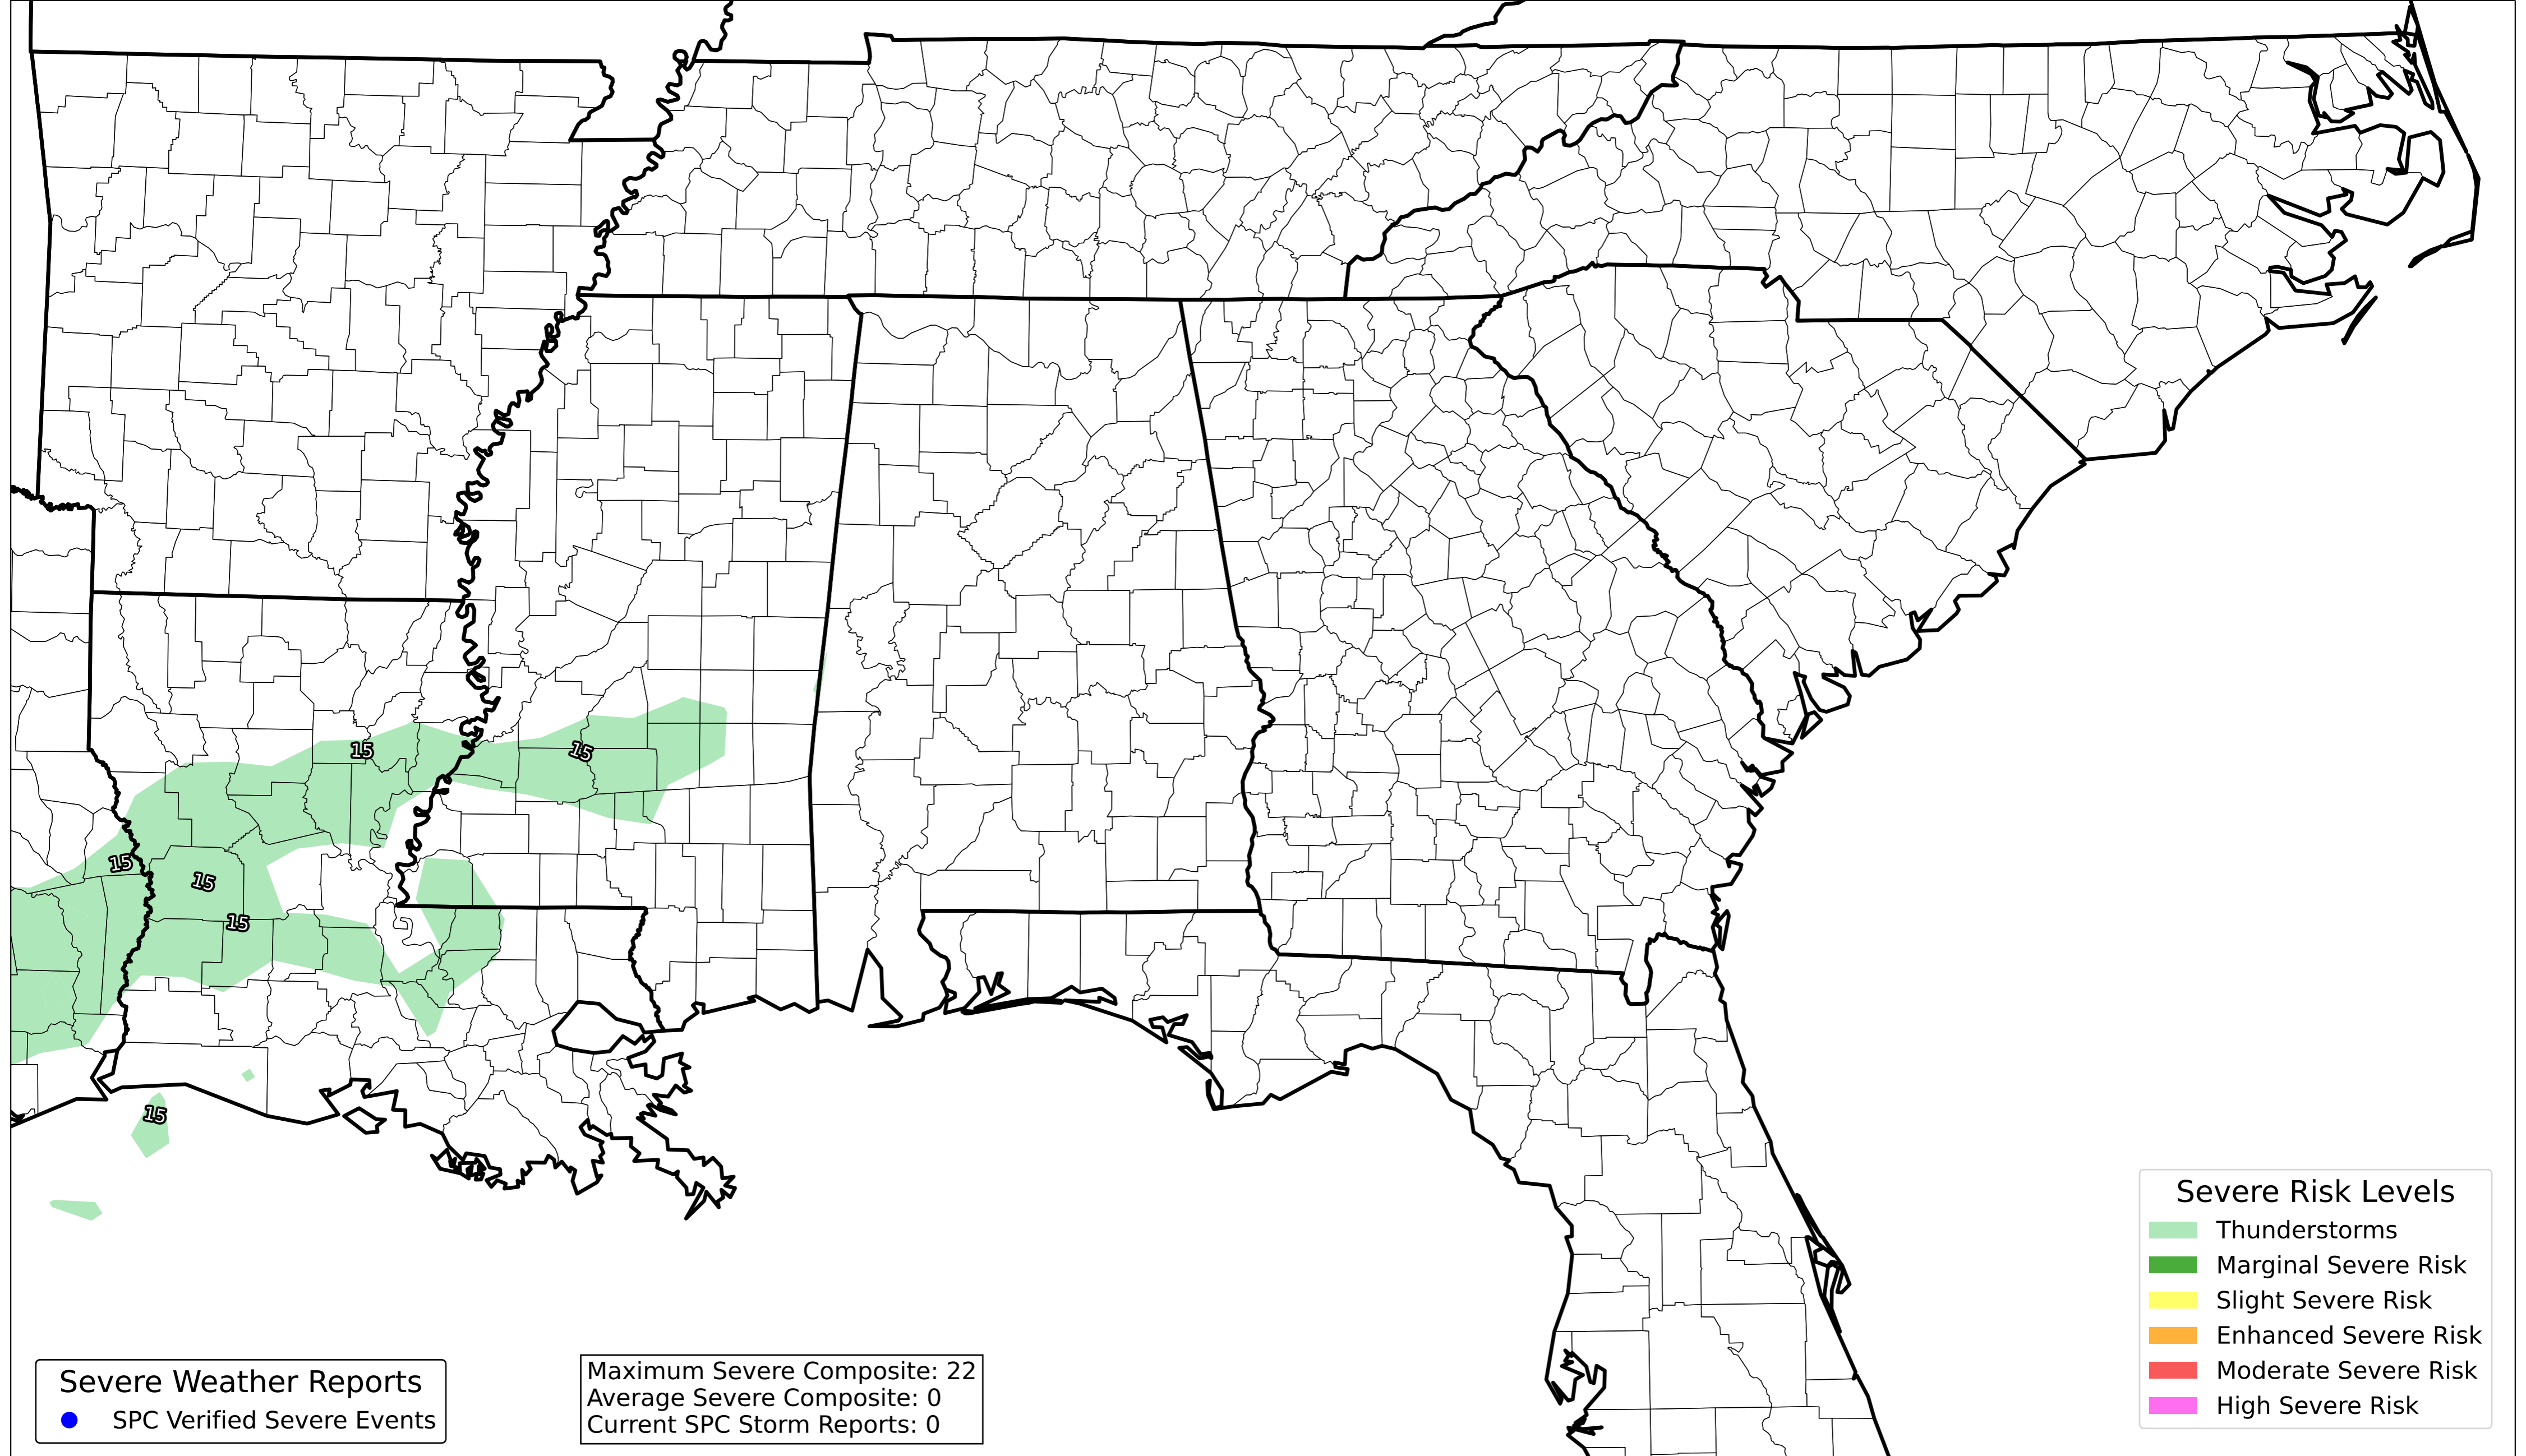 15
15
15
15
15
15
Severe Weather Reports
SPC Verified Severe Events
Maximum Severe Composite: 22
Average Severe Composite: 0
Current SPC Storm Reports: 0
Severe Risk Levels
Thunderstorms
Marginal Severe Risk
Slight Severe Risk
Enhanced Severe Risk
Moderate Severe Risk
High Severe Risk